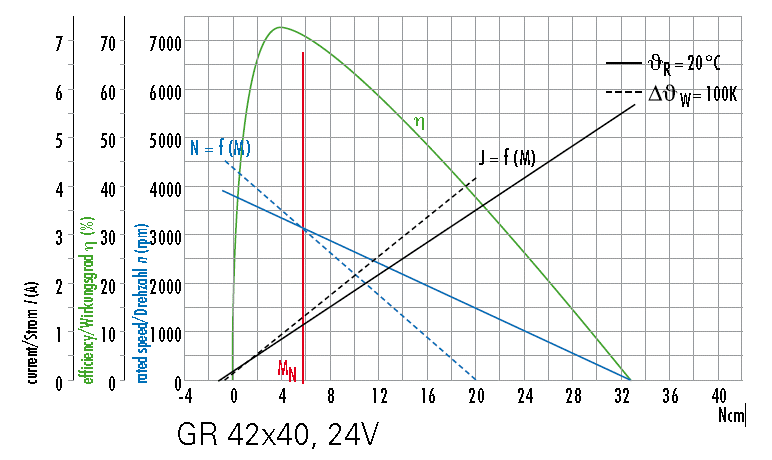 7 70 7000
ϑR = 20°C
6 60 6000
Δϑ W = 100K
η
5 50 5000
N = f (M)
J = f (M)
4 40 4000
3 30 3000
2 20 2000
1 10 1000
0 0 0
current/Strom I (A)
efficiency/Wirkungsgrad η (%)
rated speed/Drehzahl n (rpm)
MN
-4 0 4 8 12 16 20 24 28 32 36 40
Ncm
GR 42x40, 24V